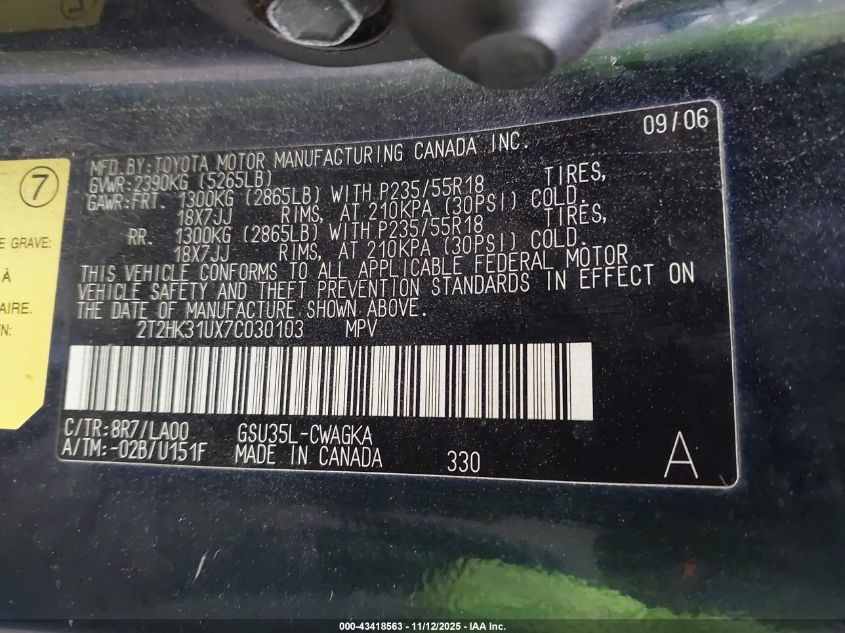 7
E GRAVE:
À
AIRE.
N:
09/06
MFD.BY:TOYOTA MOTOR MANUFACTURING CANADA INC.
GVWR:2390KG (5265LB)
GAWR:FRT. 1300KG (2865LB) WITH P235/55R18 TIRES,
18X7JJ RIMS, AT 210KPA (30PSI) COLD.
RR. 1300KG (2865LB) WITH P235/55R18 TIRES,
18X7JJ RIMS, AT 210KPA (30PSI) COLD.
THIS VEHICLE CONFORMS TO ALL APPLICABLE FEDERAL MOTOR
VEHICLE SAFETY AND THEFT PREVENTION STANDARDS IN EFFECT ON
THE DATE OF MANUFACTURE SHOWN ABOVE.
2T2HK31UX7C030103 MPV
C/TR:8R7/LA00 GSU35L-CWAGKA
A/TM:-02B/U151F MADE IN CANADA 330 A
000-43418563 - 11/12/2025 - IAA Inc.